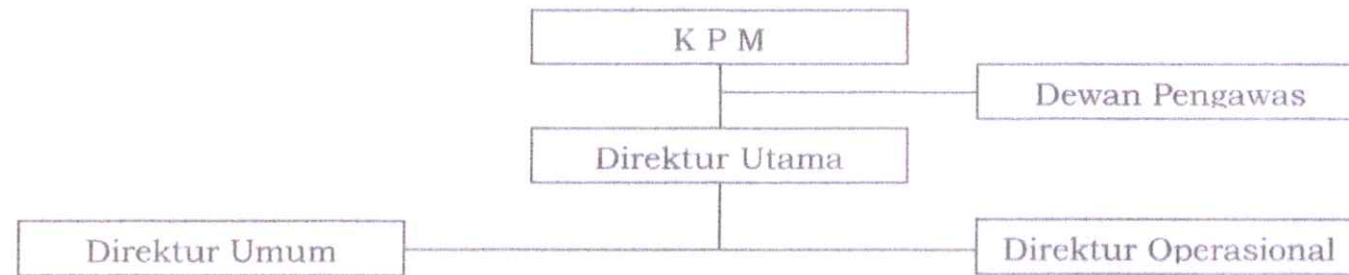 K P M
Dewan Pengawas
Direktur Utama
Direktur Umum
Direktur Operasional